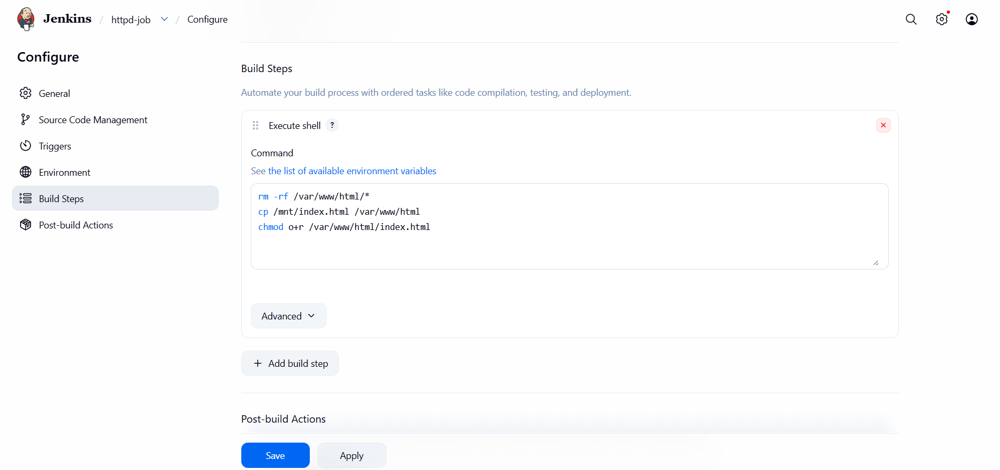 Jenkins / httpd-job / Configure
Configure
General
Source Code Management
Triggers
Environment
Build Steps
Post-build Actions
Build Steps
Automate your build process with ordered tasks like code compilation, testing, and deployment.
Execute shell ?
Command
See the list of available environment variables
rm -rf /var/www/html/*
cp /mnt/index.html /var/www/html
chmod o+r /var/www/html/index.html
Advanced
+ Add build step
Post-build Actions
Save
Apply